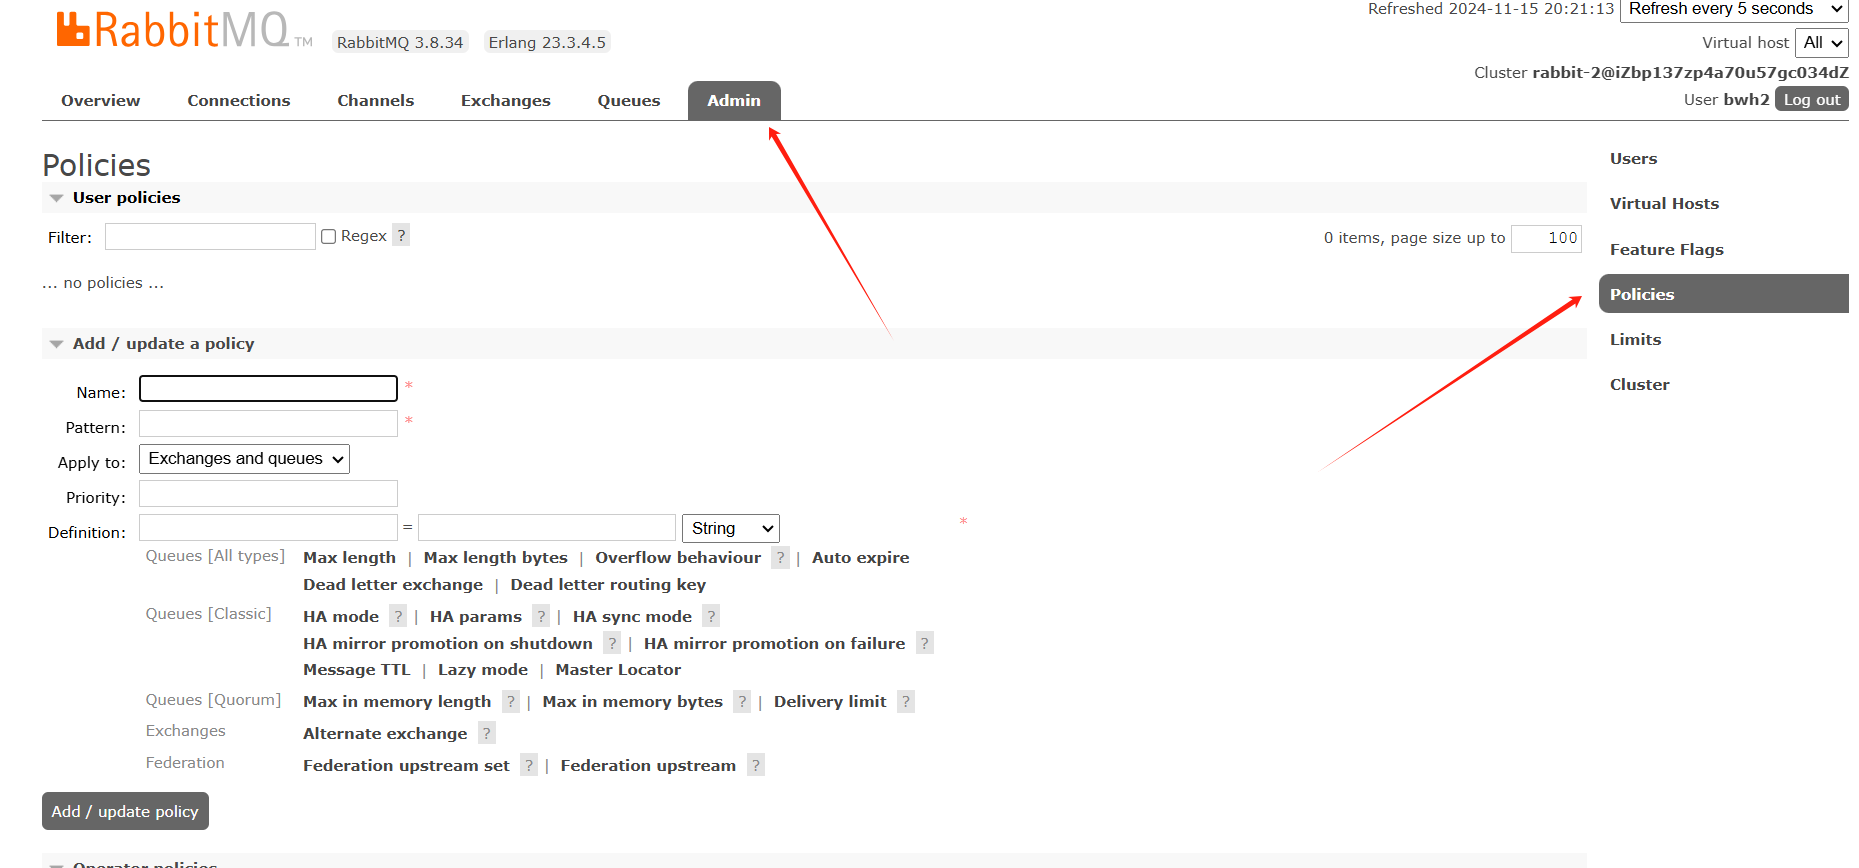 Refreshed 2024-11-15 20:21:13 Refresh every 5 seconds
RabbitMQ TM RabbitMQ 3.8.34 Erlang 23.3.4.5
Virtual host All
Cluster rabbit-2@iZbp137zp4a70u57gc034dZ
User bwh2 Log out
Overview Connections Channels Exchanges Queues Admin
Policies
Users
Virtual Hosts
Feature Flags
Policies
Limits
Cluster
User policies
Filter: Regex ? 0 items, page size up to 100
... no policies ...
Add / update a policy
Name: *
Pattern: *
Apply to: Exchanges and queues
Priority:
Definition: = String *
Queues [All types] Max length | Max length bytes | Overflow behaviour ? | Auto expire
Dead letter exchange | Dead letter routing key
Queues [Classic] HA mode ? | HA params ? | HA sync mode ?
HA mirror promotion on shutdown ? | HA mirror promotion on failure ?
Message TTL | Lazy mode | Master Locator
Queues [Quorum] Max in memory length ? | Max in memory bytes ? | Delivery limit ?
Exchanges Alternate exchange ?
Federation Federation upstream set ? | Federation upstream ?
Add / update policy
Operator policies